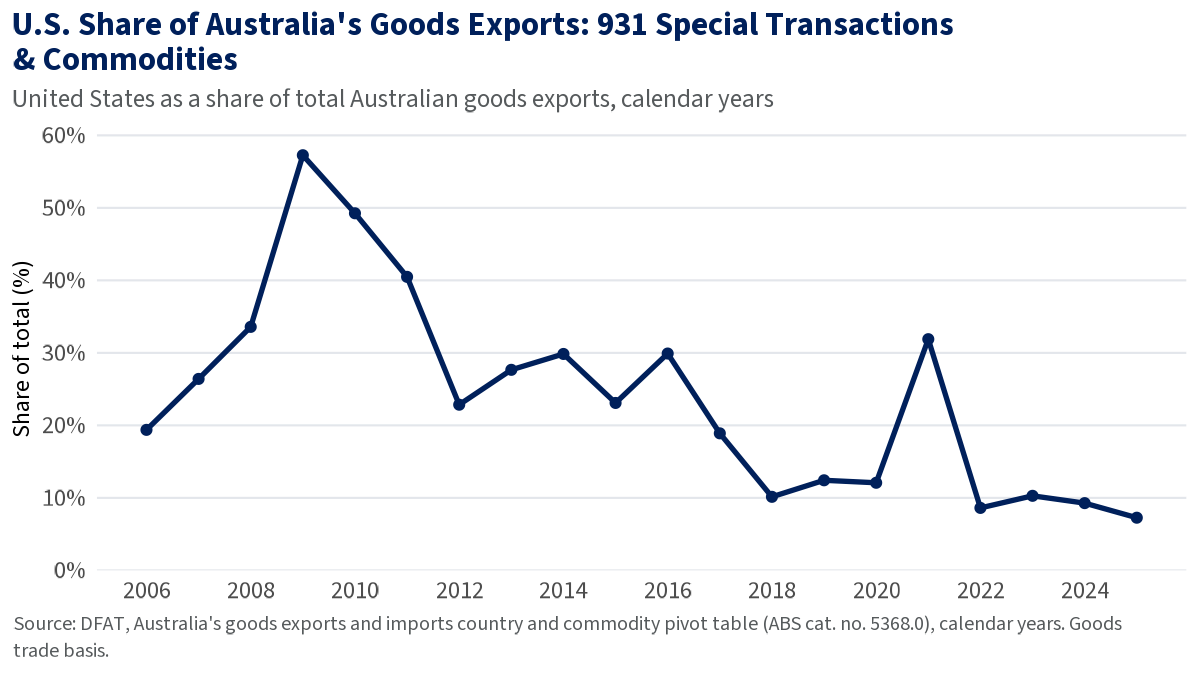 U.S. Share of Australia's Goods Exports: 931 Special Transactions
& Commodities
United States as a share of total Australian goods exports, calendar years
60%
50%
40%
30%
20%
10%
0%
Share of total (%)
2006 2008 2010 2012 2014 2016 2018 2020 2022 2024
Source: DFAT, Australia's goods exports and imports country and commodity pivot table (ABS cat. no. 5368.0), calendar years. Goods
trade basis.